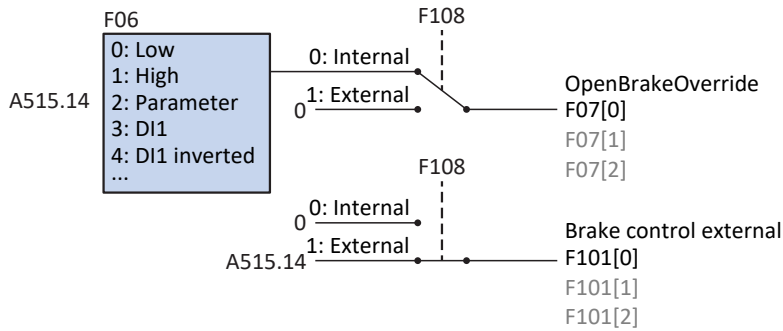 F06
F108
0: Low
1: High
2: Parameter
3: DI1
4: DI1 inverted
...
A515.14
0: Internal
1: External
0
OpenBrakeOverride
F07[0]
F07[1]
F07[2]
F108
0: Internal
0
1: External
A515.14
Brake control external
F101[0]
F101[1]
F101[2]